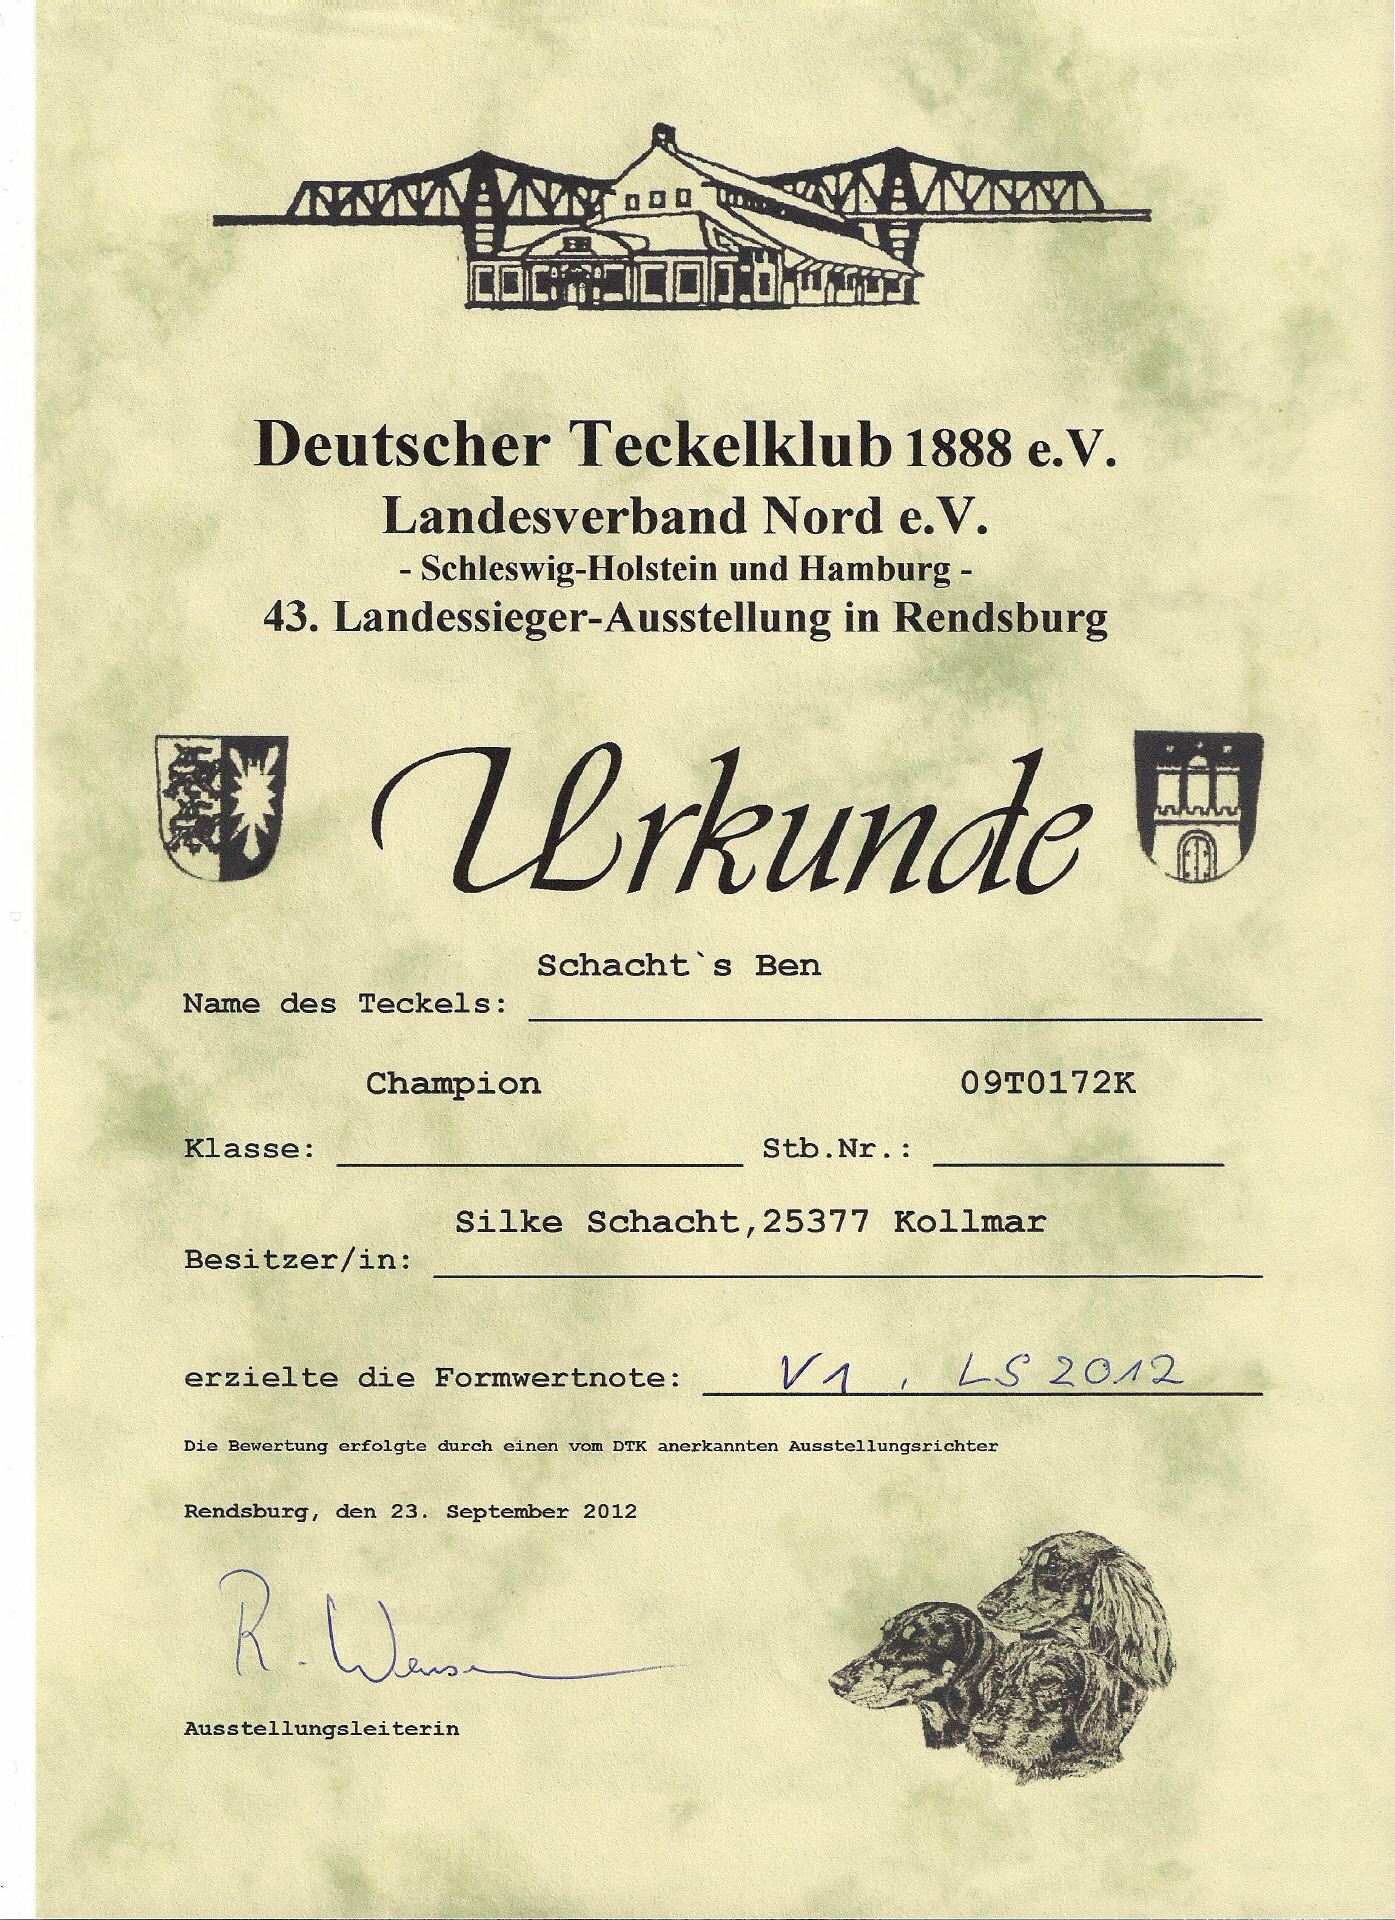 Deutscher Teckelklub 1888 e.V.
Landesverband Nord e.V.
- Schleswig-Holstein und Hamburg -
43. Landessieger-Ausstellung in Rendsburg
Urkunde
Schacht`s Ben
Name des Teckels:
Champion 09T0172K
Klasse: Stb.Nr.:
Silke Schacht,25377 Kollmar
Besitzer/in:
erzielte die Formwertnote: V1, LS 2012
Die Bewertung erfolgte durch einen vom DTK anerkannten Ausstellungsrichter
Rendsburg, den 23. September 2012
R.
Ausstellungsleiterin